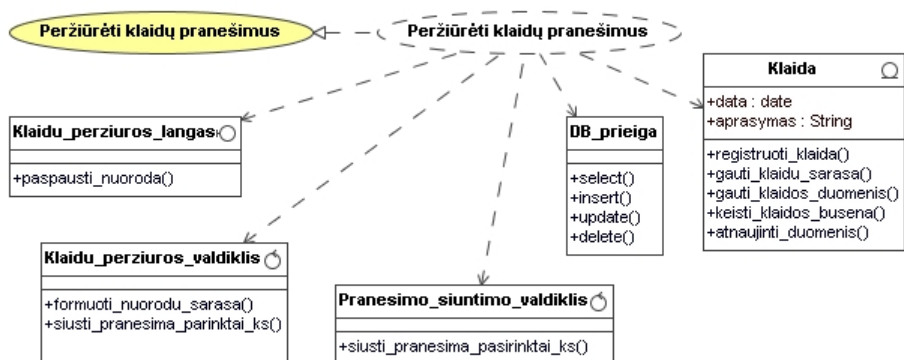 Peržiūrėti klaidų pranešimus
Peržiūrėti klaidų pranešimus
Klaidu_perziuros_langas
+paspausti_nuoroda()
Klaidu_perziuros_valdiklis
+formuoti_nuorodu_sarasa()
+siusti_pranesima_parinktai_ks()
Pranesimo_siuntimo_valdiklis
+siusti_pranesima_pasirinktai_ks()
DB_prieiga
+select()
+insert()
+update()
+delete()
Klaida
+data : date
+aprasymas : String
+registruoti_klaida()
+gauti_klaidu_sarasa()
+gauti_klaidos_duomenis()
+keisti_klaidos_busena()
+atnaujinti_duomenis()